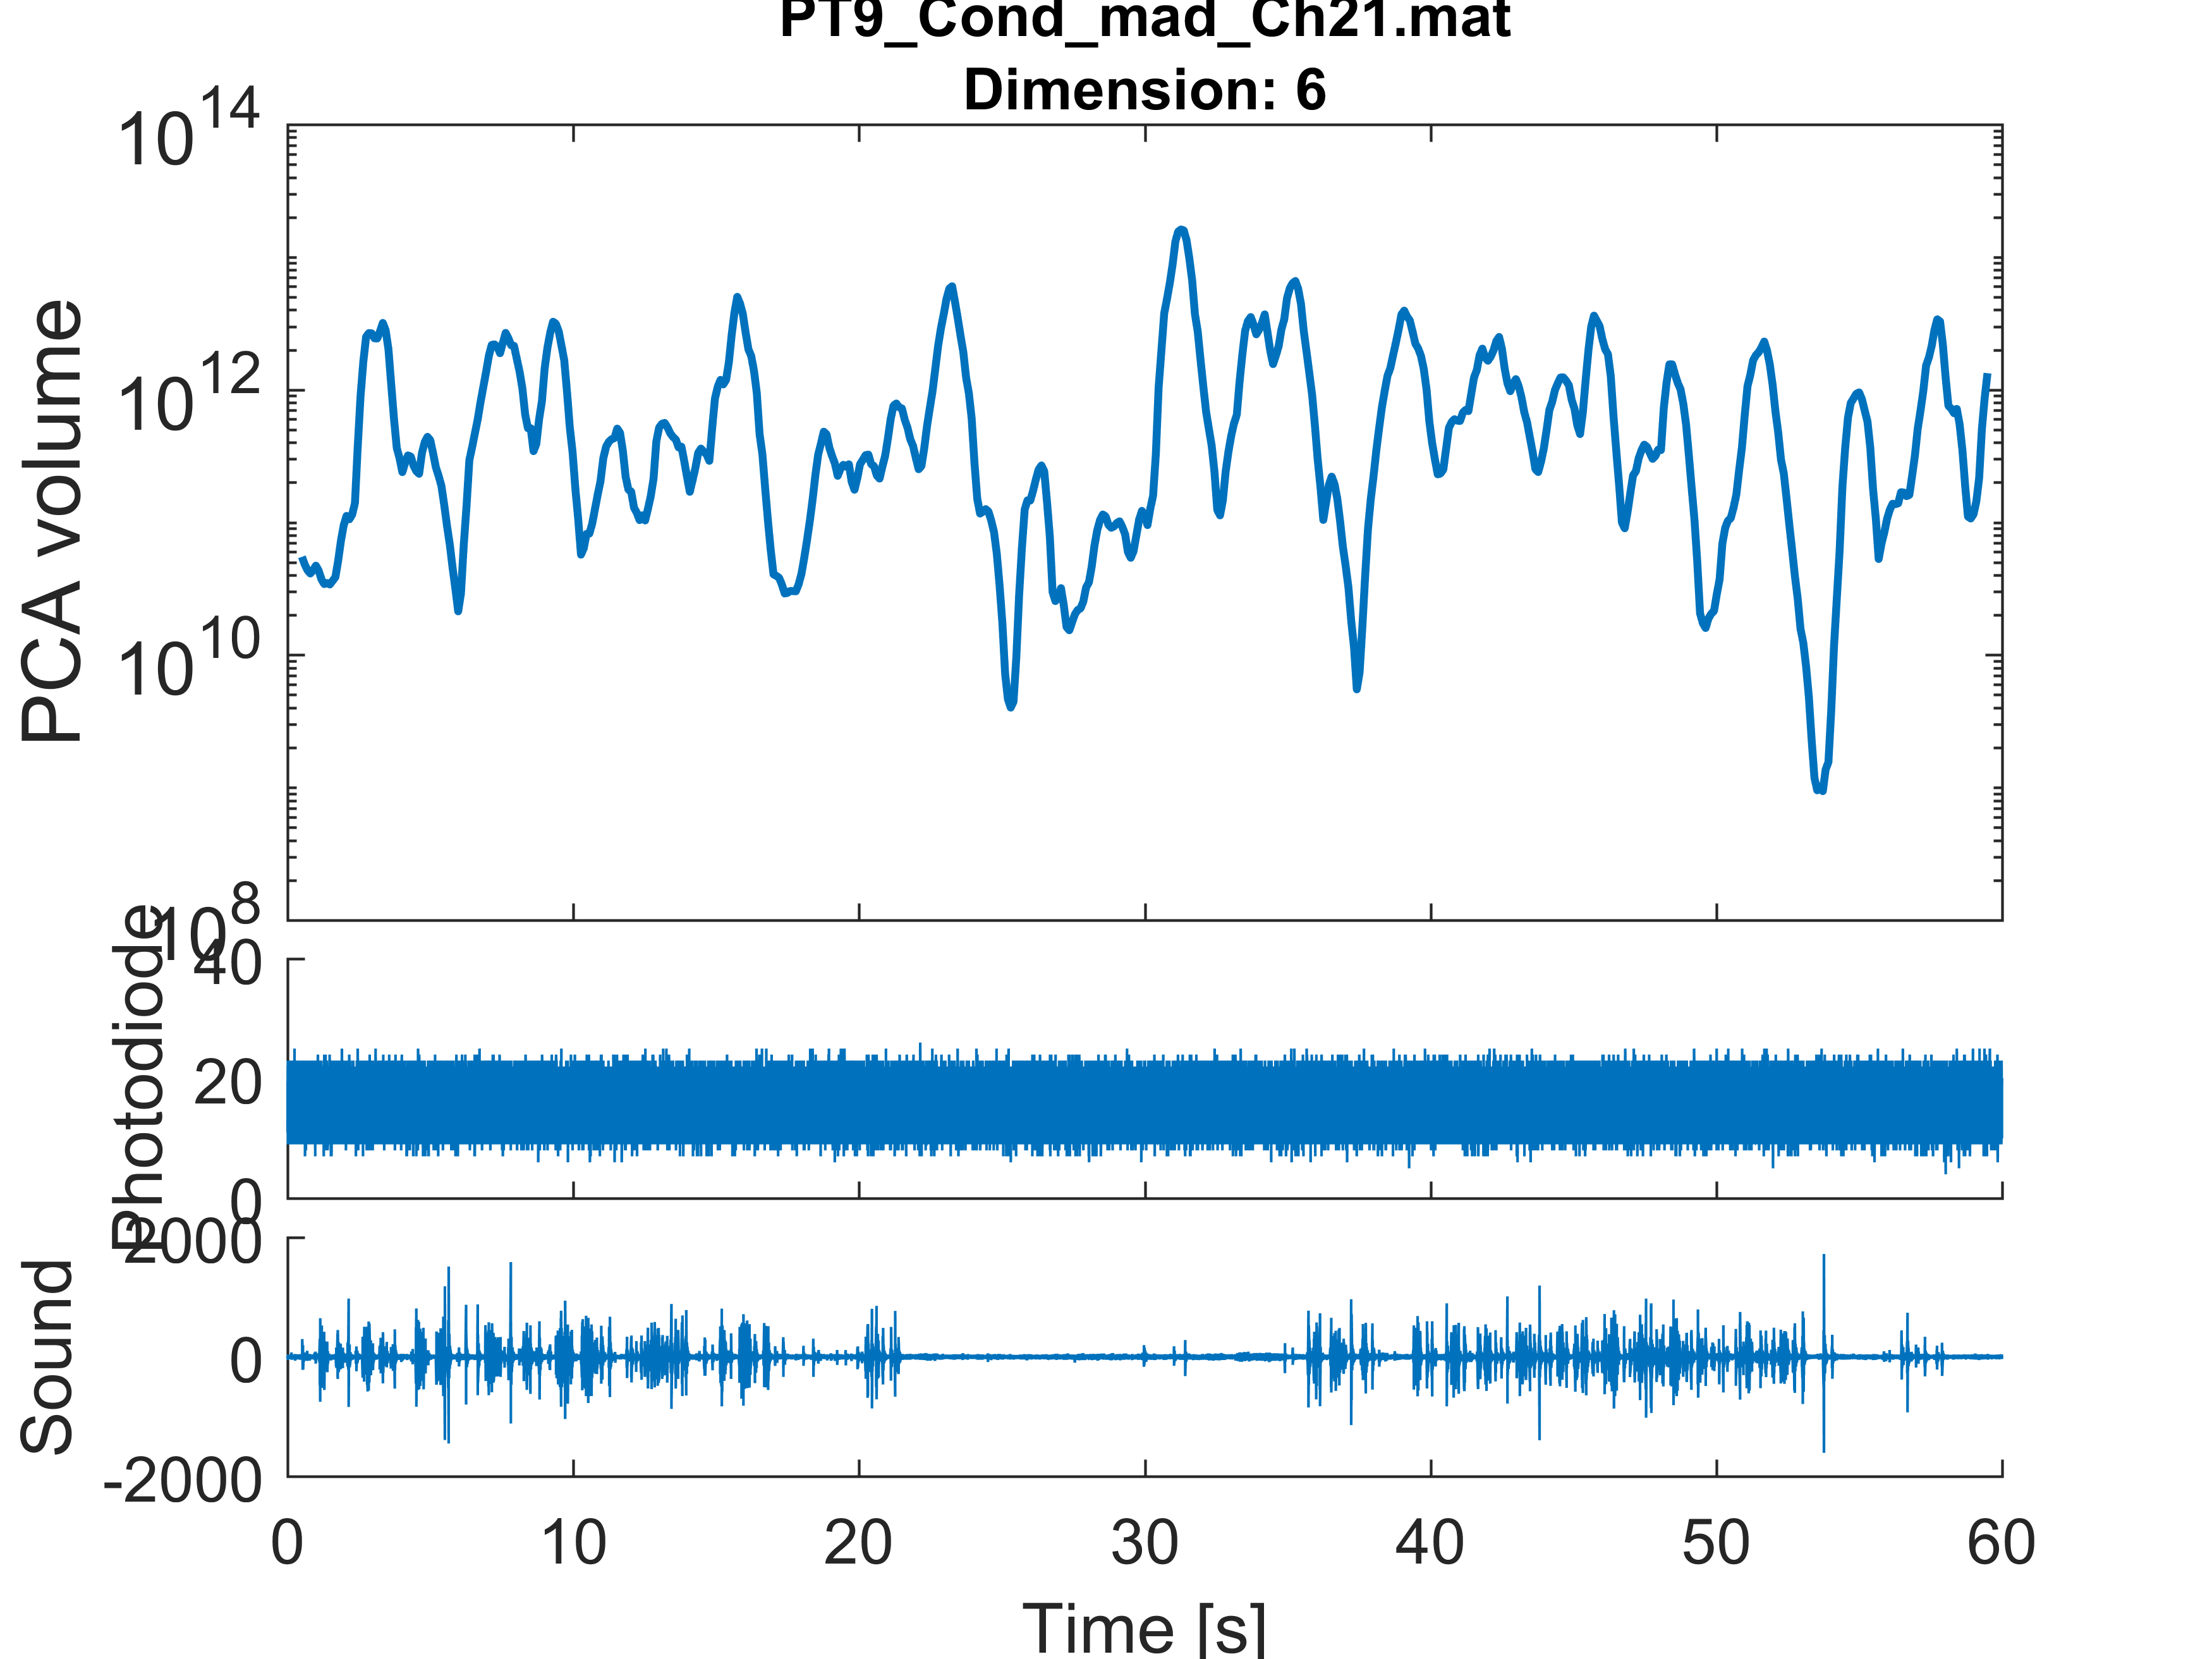 PT9_Cond_mad_Ch21.mat
Dimension: 6
10^14
10^12
10^10
10^8
PCA volume
40
20
0
Photodiode
2000
0
-2000
Sound
0 10 20 30 40 50 60
Time [s]